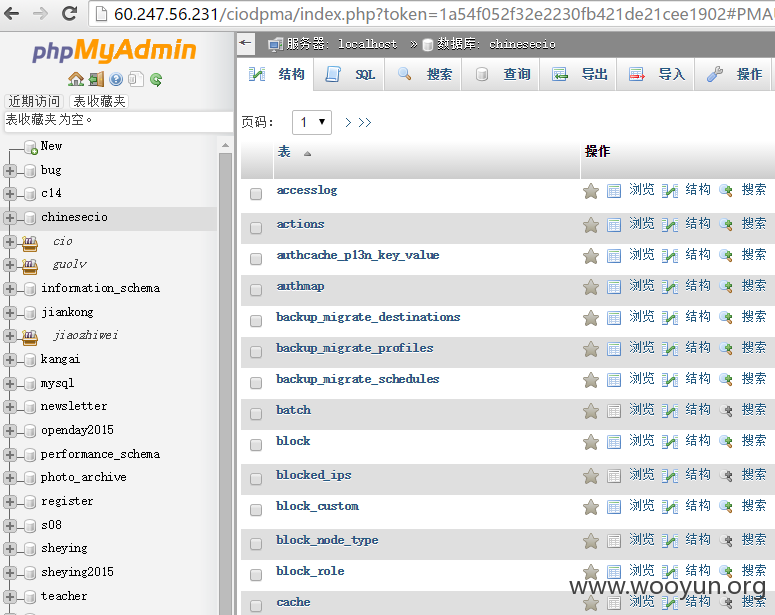 60.247.56.231/ciodpma/index.php?token=1a54f052f32e2230fb421de21cee1902#PMAU
phpMyAdmin
服务器: localhost » 数据库: chinesecio
结构 SQL 搜索 查询 导出 导入 操作
近期访问 表收藏夹
表收藏夹为空。
New
bug
c14
chinesecio
cio
guolv
information_schema
jiankong
jiaozhiwei
kangai
mysql
newsletter
openday2015
performance_schema
photo_archive
register
s08
sheying
sheying2015
teacher
页码: 1 > >>
表 操作
accesslog 浏览 结构 搜索
actions 浏览 结构 搜索
authcache_p13n_key_value 浏览 结构 搜索
authmap 浏览 结构 搜索
backup_migrate_destinations 浏览 结构 搜索
backup_migrate_profiles 浏览 结构 搜索
backup_migrate_schedules 浏览 结构 搜索
batch 浏览 结构 搜索
block 浏览 结构 搜索
blocked_ips 浏览 结构 搜索
block_custom 浏览 结构 搜索
block_node_type 浏览 结构 搜索
block_role 浏览 结构 搜索
cache 浏览 结构 搜索
www.wooyun.org